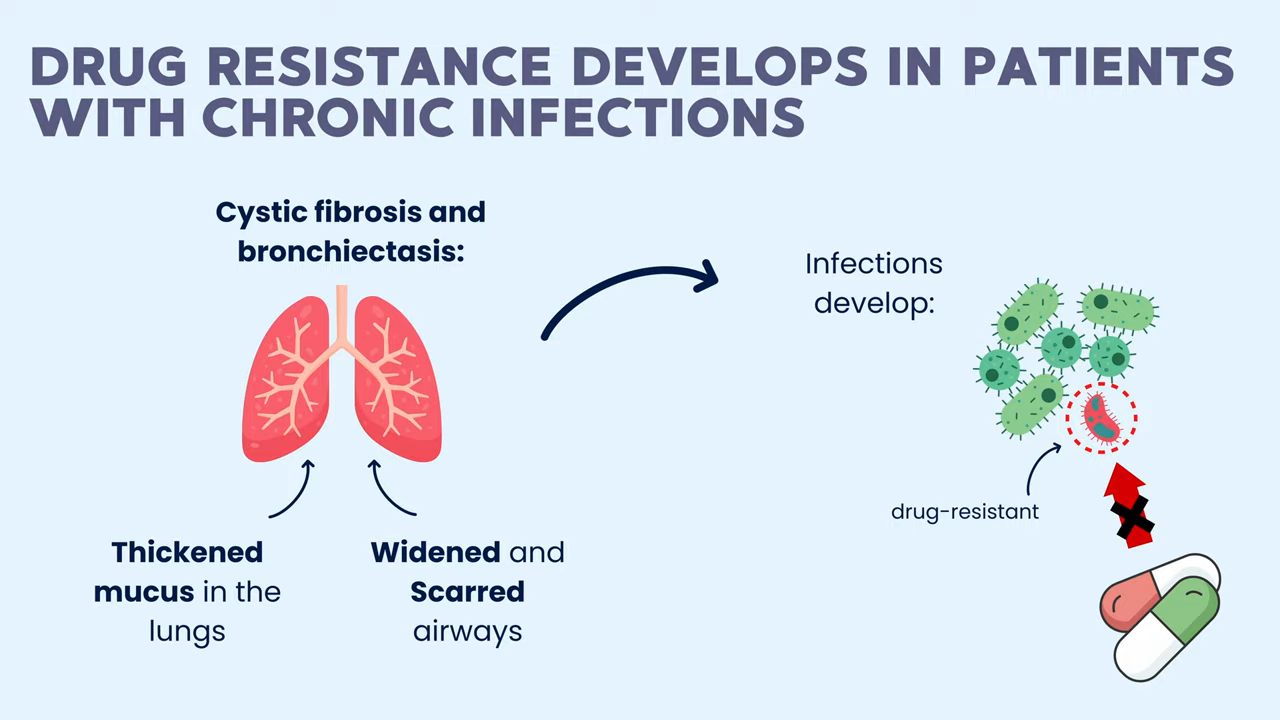 DRUG RESISTANCE DEVELOPS IN PATIENTS
WITH CHRONIC INFECTIONS
Cystic fibrosis and
bronchiectasis:
Thickened
mucus in the
lungs
Widened and
Scarred
airways
Infections
develop:
drug-resistant